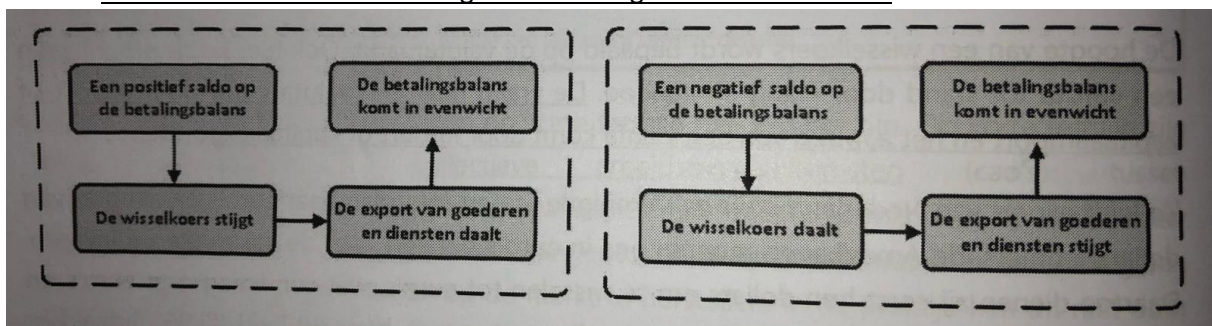 Een positief saldo op
de betalingsbalans
De wisselkoers stijgt
De export van goederen
en diensten daalt
De betalingsbalans
komt in evenwicht
Een negatief saldo op
de betalingsbalans
De wisselkoers daalt
De export van goederen
en diensten stijgt
De betalingsbalans
komt in evenwicht